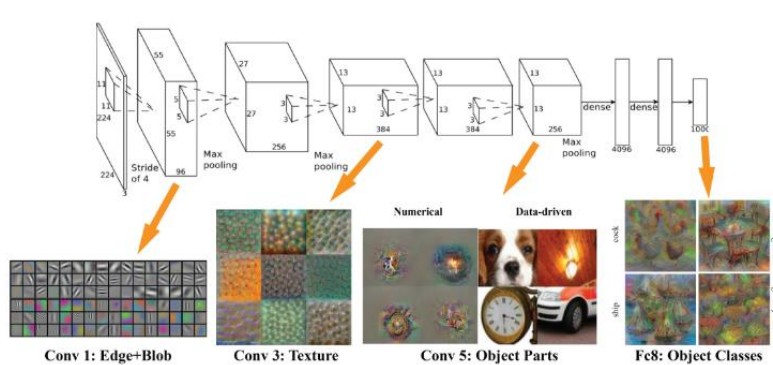 55
27
13
13
13
11
5
3
3
3
11
5
27
13
3
13
3
13
3
dense
dense
224
55
384
384
256
1000
256
Max
4096
4096
224
Stride
Max
Max
pooling
of 4
96
pooling
pooling
3
Numerical
Data-driven
cock
ship
Conv 1: Edge+Blob
Conv 3: Texture
Conv 5: Object Parts
Fc8: Object Classes